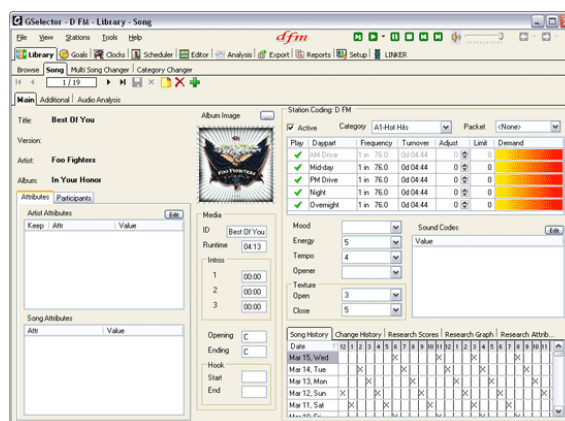 GSelector - D FM - Library - Song
File View Stations Tools Help
dfm
Library Goals Clocks Scheduler Editor Analysis Export Reports Setup LINKER
Browse Song Multi Song Changer Category Changer
1 / 19
Main Additional Audio Analysis
Title: Best Of You
Version:
Artist: Foo Fighters
Album: In Your Honor
Album Image
FOO FIGHTERS
Attributes Participants
Artist Attributes Edit
Keep Attr Value
Song Attributes
Attr Value
Media
ID Best Of You
Runtime 04:13
Intros
1 00:00
2 00:00
3 00:00
Opening C
Ending C
Hook
Start
End
Station Coding: D FM
Active Category A1-Hot Hits Packet <None>
Play Daypart Frequency Turnover Adjust Limit Demand
AM Drive 1 in 76.0 0d 04:44 0 0
Mid-day 1 in 76.0 0d 04:44 0 0
PM Drive 1 in 76.0 0d 04:44 0 0
Night 1 in 76.0 0d 04:44 0 0
Overnight 1 in 76.0 0d 04:44 0 0
Mood
Energy 5
Tempo 4
Opener
Texture
Open 3
Close 5
Sound Codes Edit
Value
Song History Change History Research Scores Research Graph Research Attrib...
Date 12 1 2 3 4 5 6 7 8 9 10 11 12 1 2 3 4 5 6 7 8 9 10 11
Mar 15, Wed X X X
Mar 14, Tue X X X X
Mar 13, Mon X X X
Mar 12, Sun X X X X
Mar 11, Sat X X X X